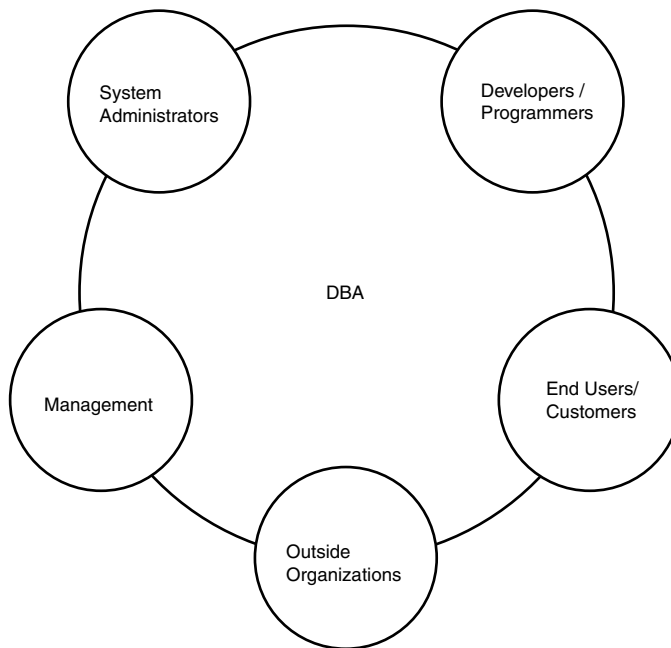 System
Administrators
Developers /
Programmers
DBA
Management
End Users/
Customers
Outside
Organizations